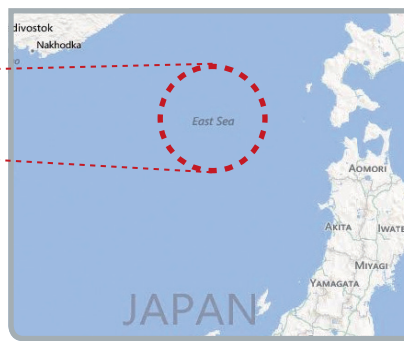 divostok
Nakhodka
East Sea
AOMORI
AKITA
IWATE
MIYAGI
YAMAGATA
JAPAN